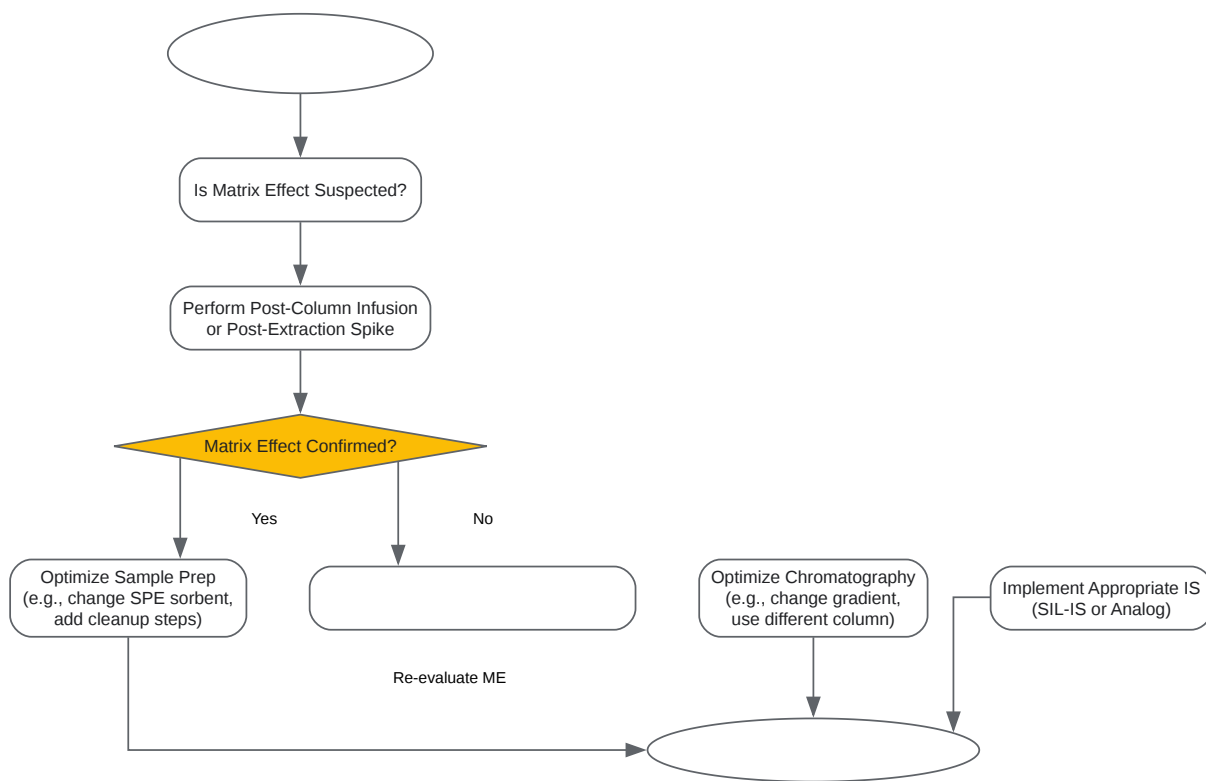 Is Matrix Effect Suspected?
Perform Post-Column Infusion
or Post-Extraction Spike
Matrix Effect Confirmed?
Yes
No
Optimize Sample Prep
(e.g., change SPE sorbent,
add cleanup steps)
Optimize Chromatography
(e.g., change gradient,
use different column)
Implement Appropriate IS
(SIL-IS or Analog)
Re-evaluate ME